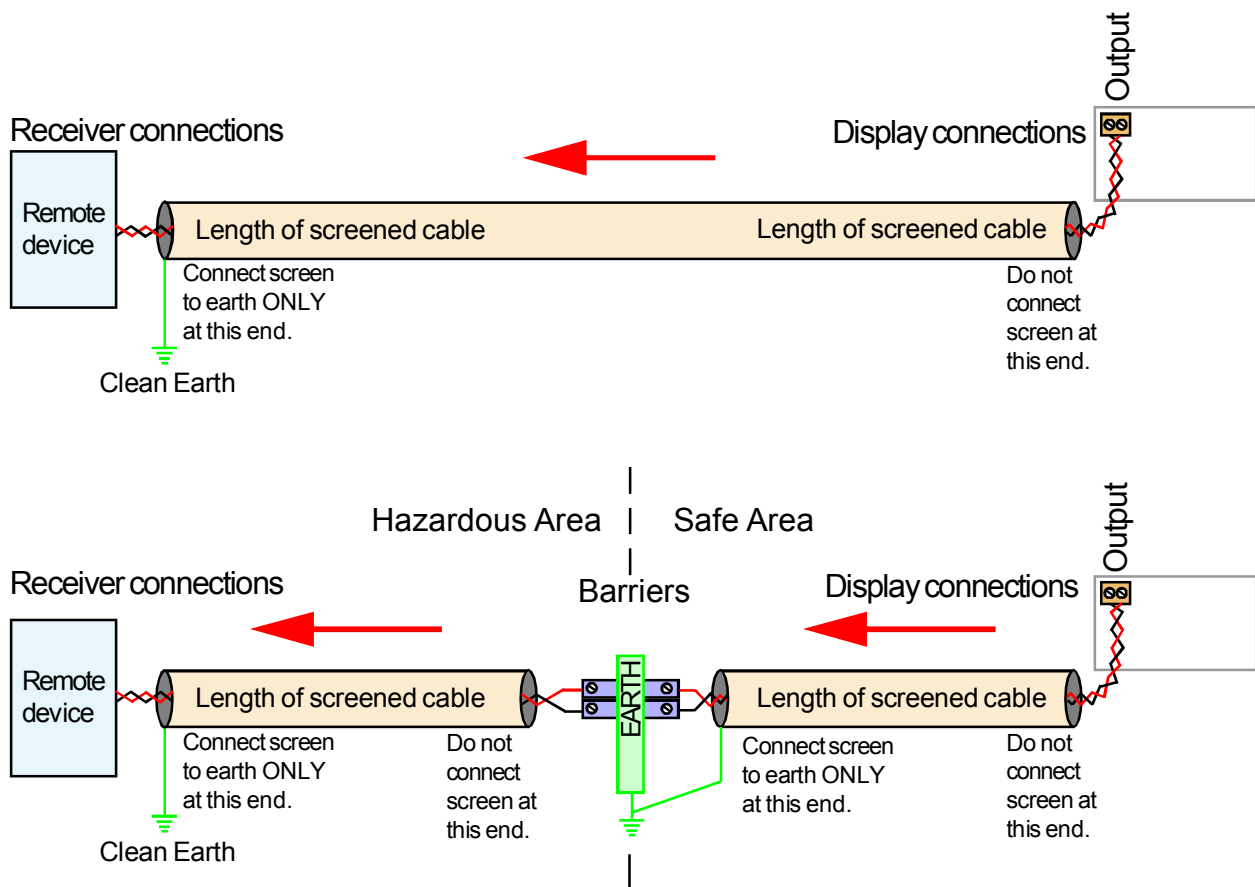 Output
Receiver connections
Display connections
Remote
device
Length of screened cable
Length of screened cable
Connect screen
to earth ONLY
at this end.
Do not
connect
screen at
this end.
Clean Earth
Hazardous Area
Safe Area
Output
Receiver connections
Barriers
Display connections
Remote
device
Length of screened cable
EARTH
Length of screened cable
Connect screen
to earth ONLY
at this end.
Do not
connect
screen at
this end.
Connect screen
to earth ONLY
at this end.
Do not
connect
screen at
this end.
Clean Earth